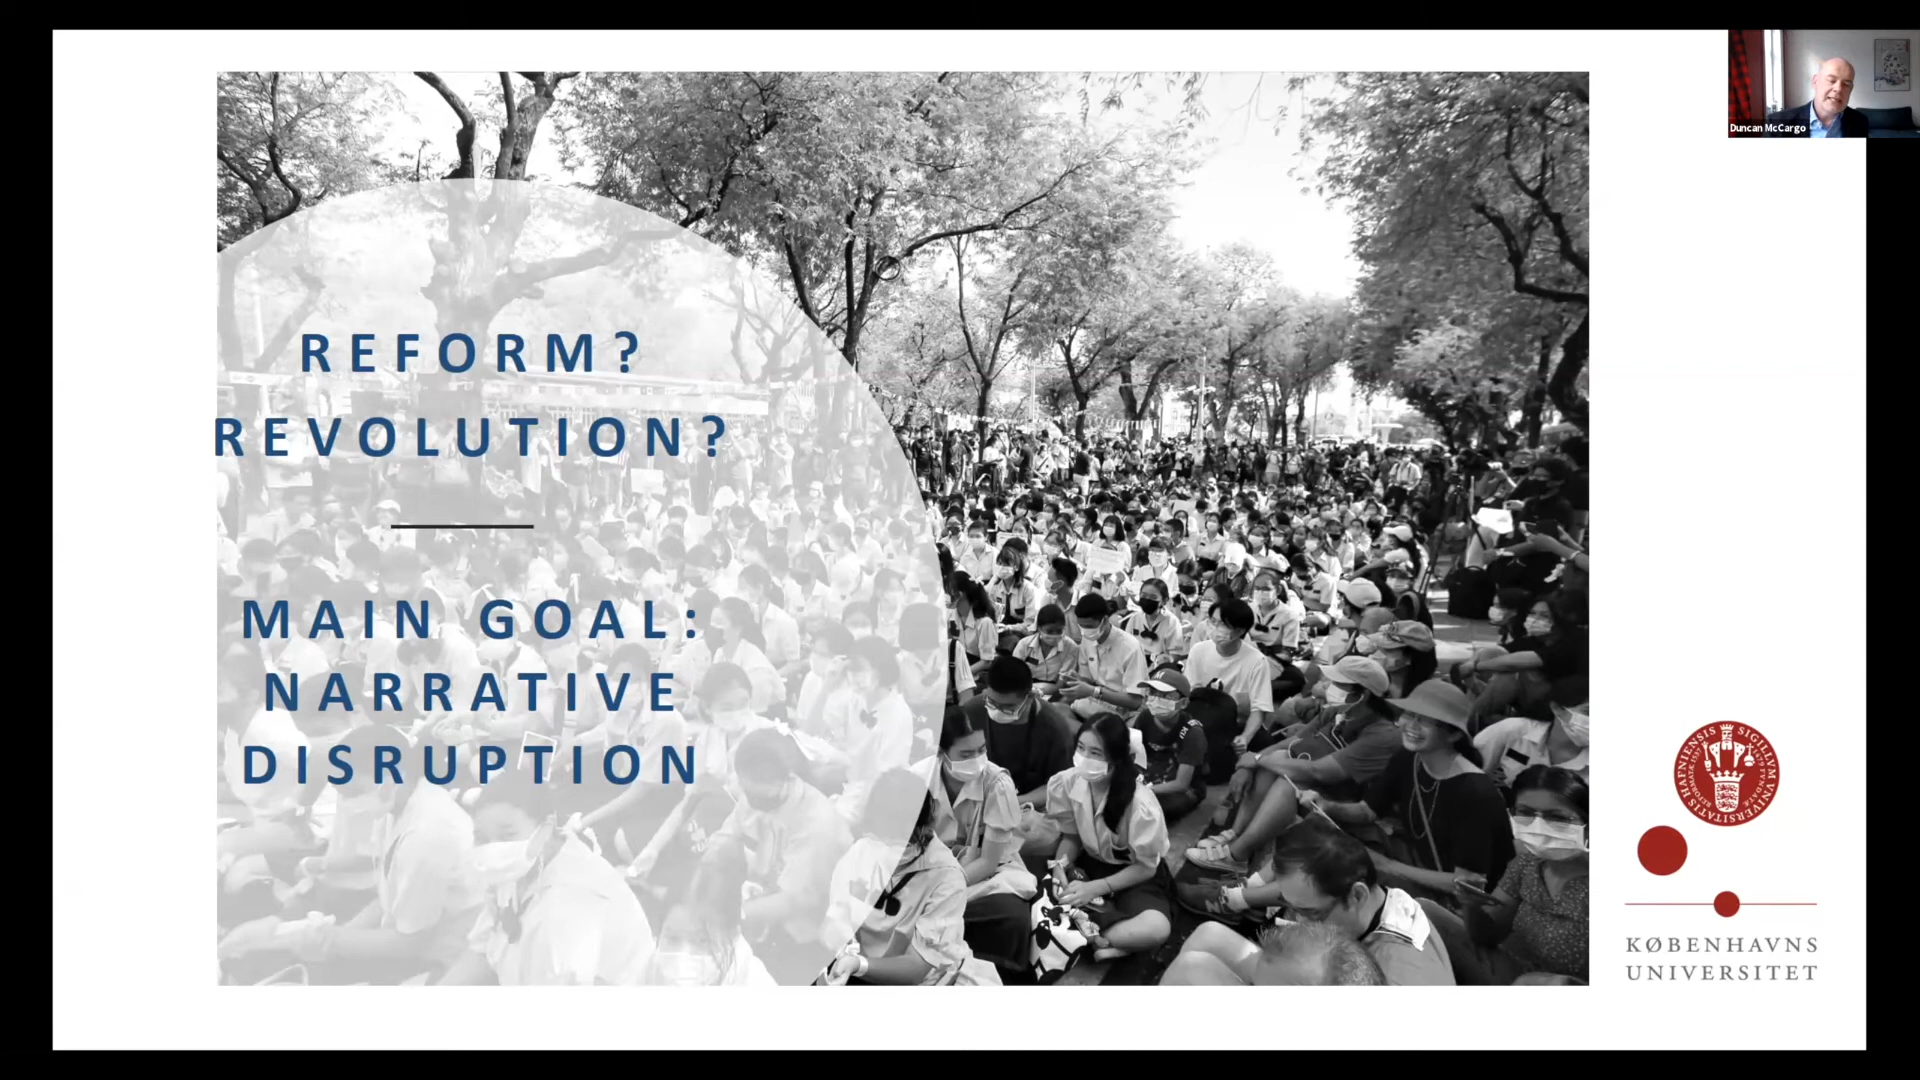 Duncan McCargo
REFORM?
REVOLUTION?
MAIN GOAL:
NARRATIVE
DISRUPTION
KØBENHAVNS
UNIVERSITET